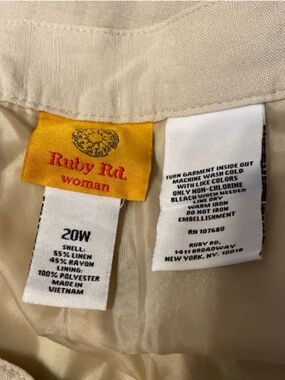 Ruby Rd.
woman
20W
SHELL:
55% LINEN
45% RAYON
LINING:
100% POLYESTER
MADE IN
VIETNAM
TURN GARMENT INSIDE OUT
MACHINE WASH COLD
WITH LIKE COLORS
ONLY NON-CHLORINE
BLEACH WHEN NEEDED
LINE DRY
WARM IRON
DO NOT IRON
EMBELLISHMENT
RN 107680
RUBY RD.
1411 BROADWAY
NEW YORK, NY. 10018